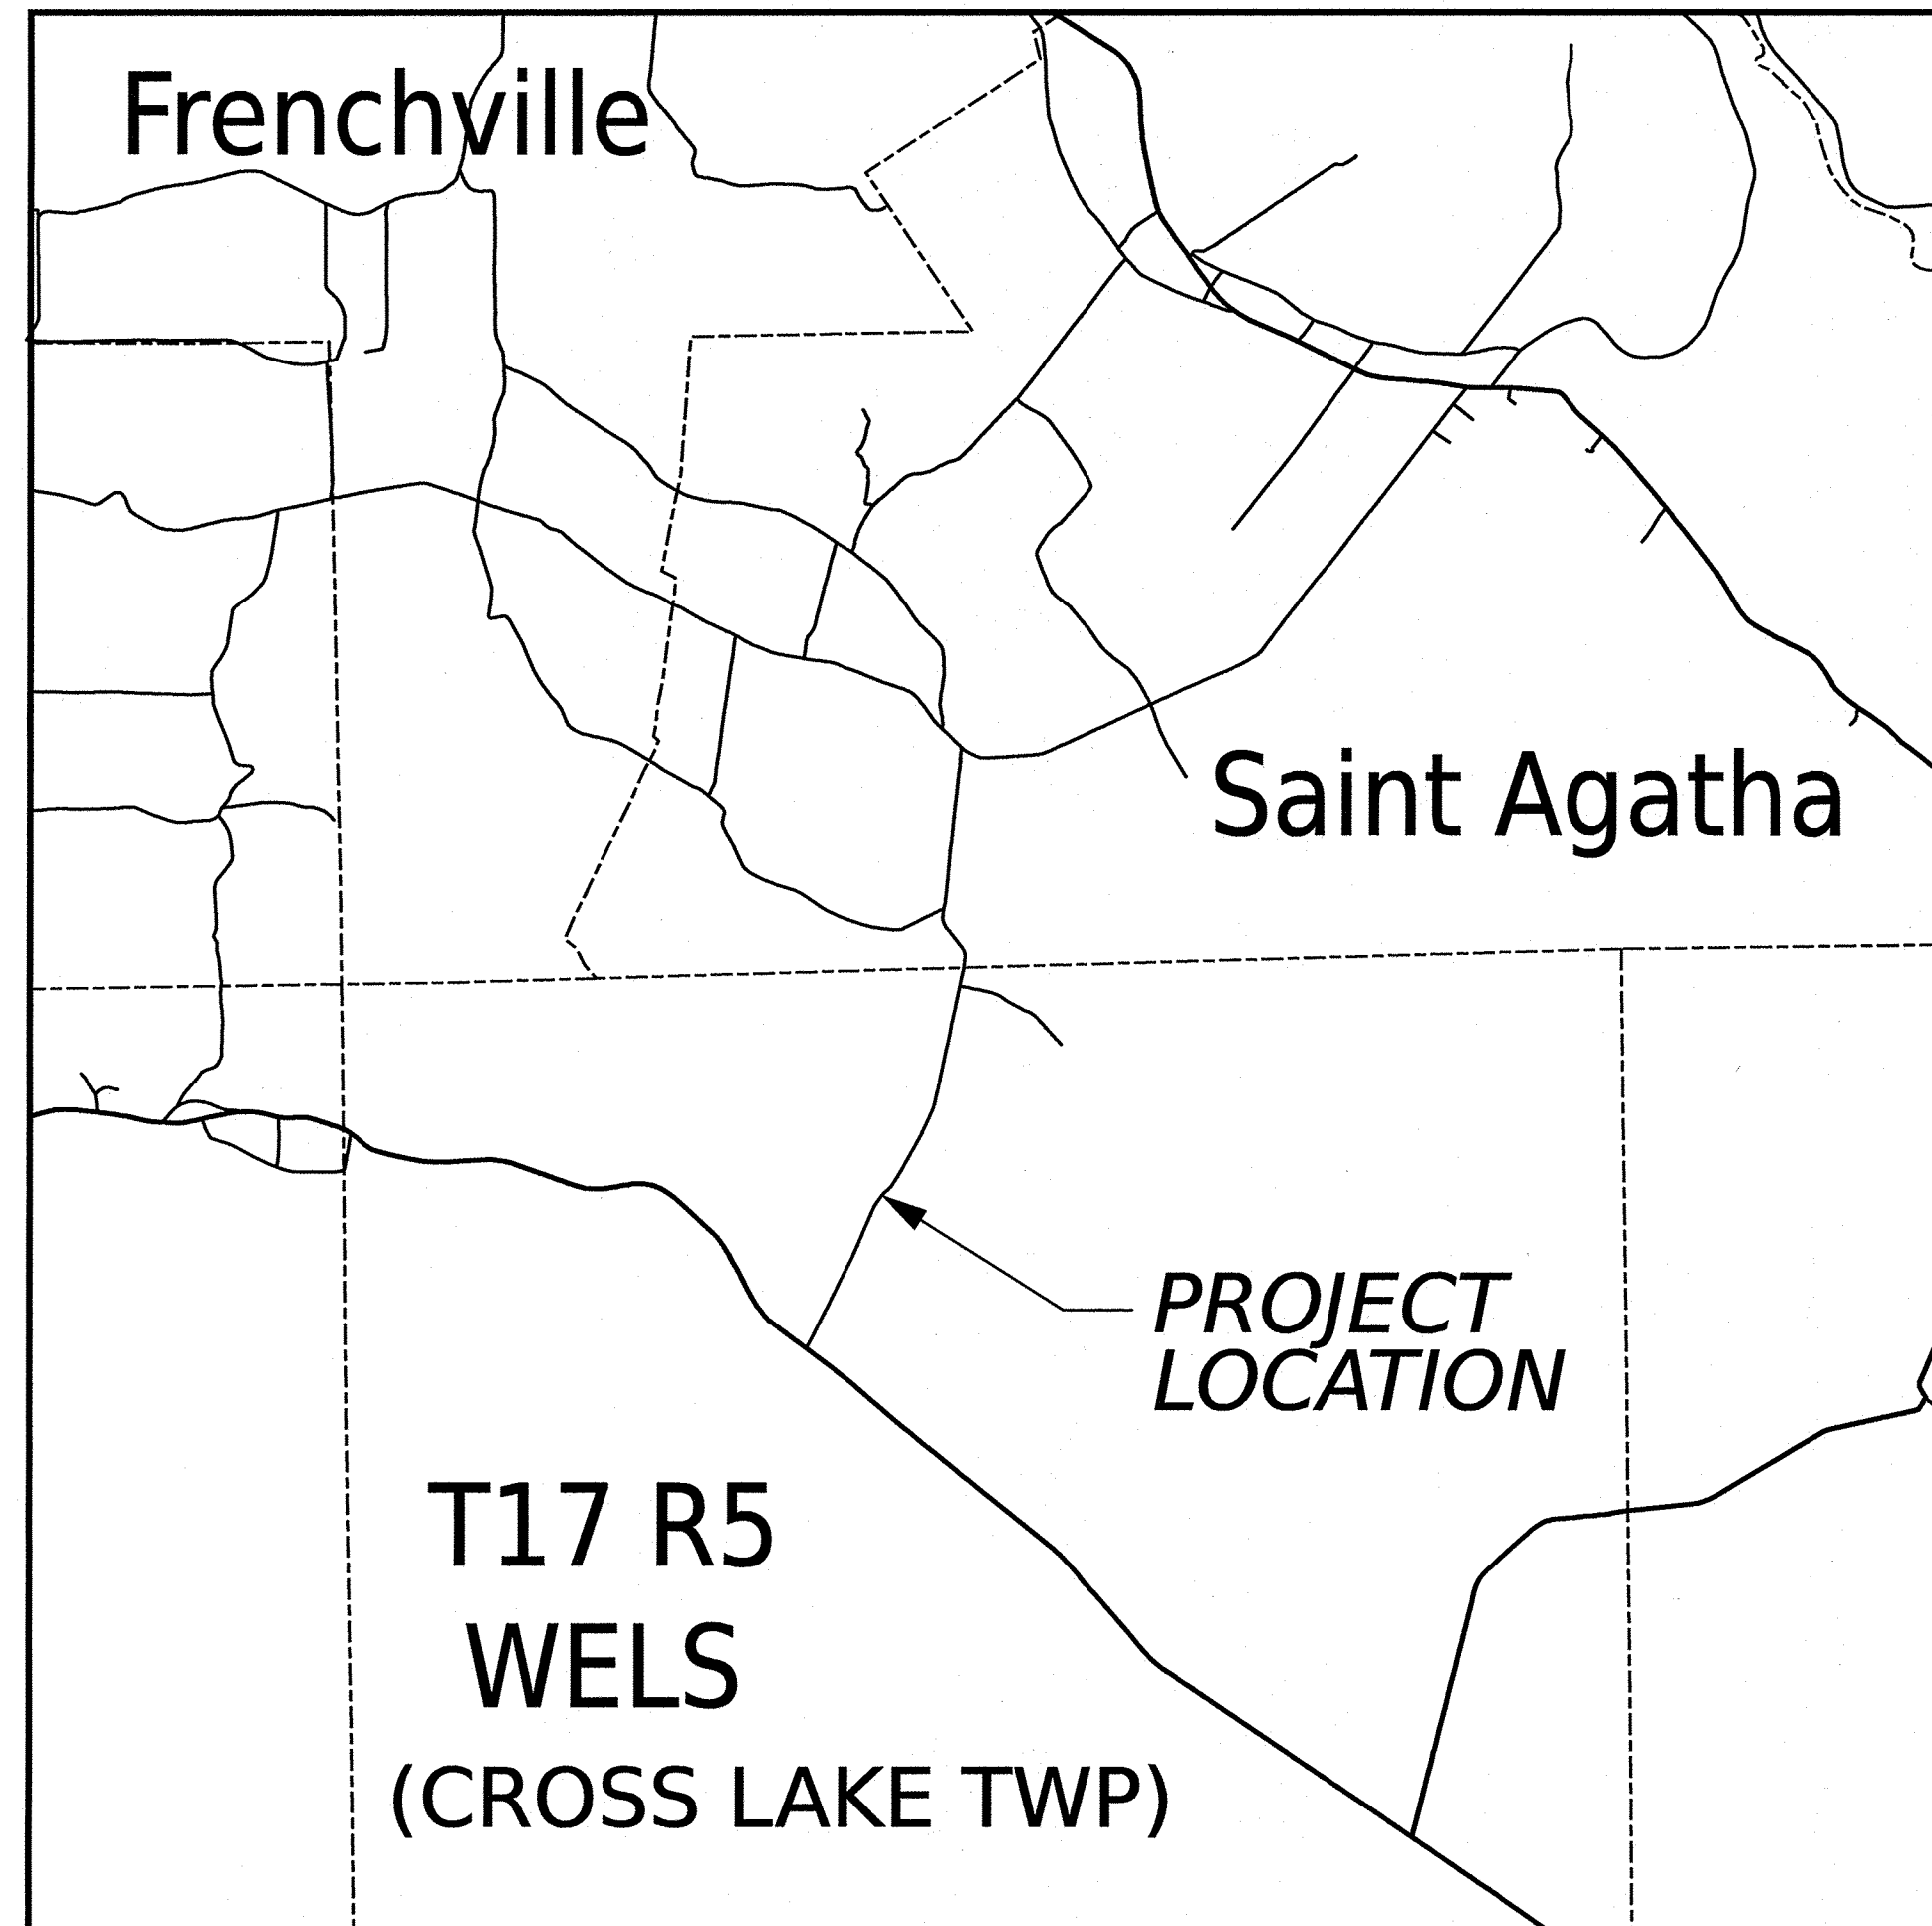 Frenchville
Saint Agatha
PROJECT
LOCATION
T17 R5
WELS
(CROSS LAKE TWP)